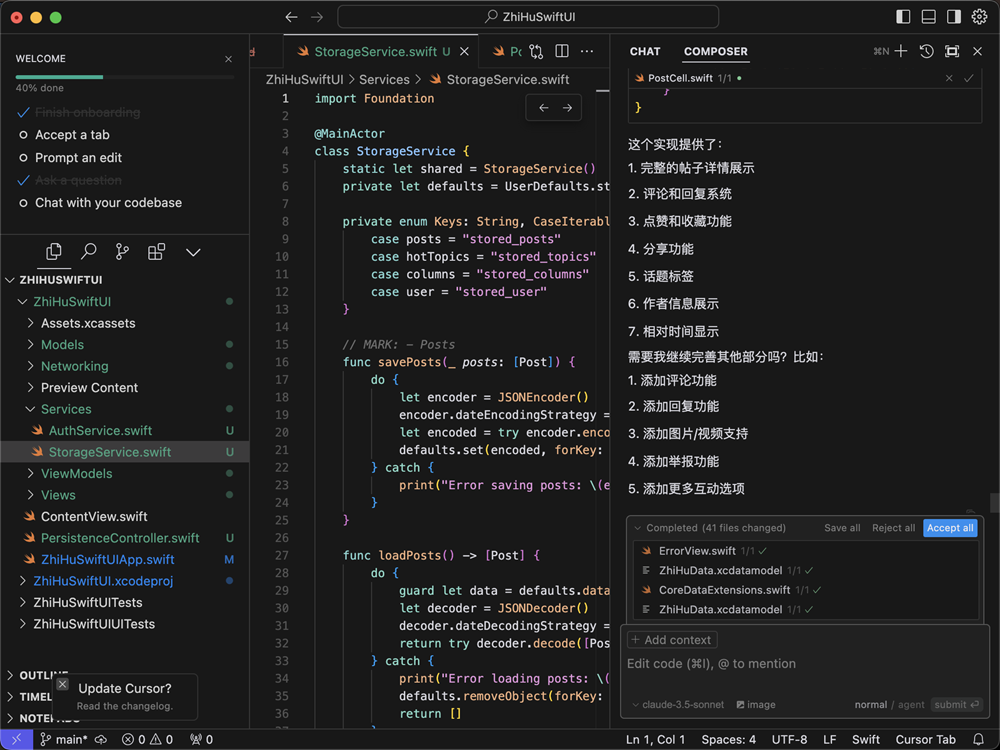 ZhiHuSwiftUI
WELCOME
40% done
Finish onboarding
Accept a tab
Prompt an edit
Ask a question
Chat with your codebase
ZHIHUSWIFTUI
ZhiHuSwiftUI
Assets.xcassets
Models
Networking
Preview Content
Services
AuthService.swift U
StorageService.swift U
ViewModels
Views
ContentView.swift
PersistenceController.swift U
ZhiHuSwiftUIApp.swift M
ZhiHuSwiftUI.xcodeproj
ZhiHuSwiftUITests
ZhiHuSwiftUIUITests
OUTLINE
Update Cursor?
Read the changelog.
StorageService.swift U
ZhiHuSwiftUI > Services > StorageService.swift
1 import Foundation
2
3 @MainActor
4 class StorageService {
5 static let shared = StorageService()
6 private let defaults = UserDefaults.st
7
8 private enum Keys: String, CaseIterabl
9 case posts = "stored_posts"
10 case hotTopics = "stored_topics"
11 case columns = "stored_columns"
12 case user = "stored_user"
13 }
14
15 // MARK: - Posts
16 func savePosts(_ posts: [Post]) {
17 do {
18 let encoder = JSONEncoder()
19 encoder.dateEncodingStrategy =
20 let encoded = try encoder.enco
21 defaults.set(encoded, forKey:
22 } catch {
23 print("Error saving posts: \(e
24 }
25 }
26
27 func loadPosts() -> [Post] {
28 do {
29 guard let data = defaults.data
30 let decoder = JSONDecoder()
31 decoder.dateDecodingStrategy =
32 return try decoder.decode([Pos
33 } catch {
34 print("Error loading posts: \(
35 defaults.removeObject(forKey:
36 return []
CHAT COMPOSER ⌘N
PostCell.swift 1/1
}
}
这个实现提供了：
1. 完整的帖子详情展示
2. 评论和回复系统
3. 点赞和收藏功能
4. 分享功能
5. 话题标签
6. 作者信息展示
7. 相对时间显示
需要我继续完善其他部分吗？比如：
1. 添加评论功能
2. 添加回复功能
3. 添加图片/视频支持
4. 添加举报功能
5. 添加更多互动选项
Completed (41 files changed) Save all Reject all Accept all
ErrorView.swift 1/1
ZhiHuData.xcdatamodel 1/1
CoreDataExtensions.swift 1/1
ZhiHuData.xcdatamodel 1/1
+ Add context
Edit code (⌘I), @ to mention
claude-3.5-sonnet image normal / agent submit
main* 0 0 0 Ln 1, Col 1 Spaces: 4 UTF-8 LF Swift Cursor Tab